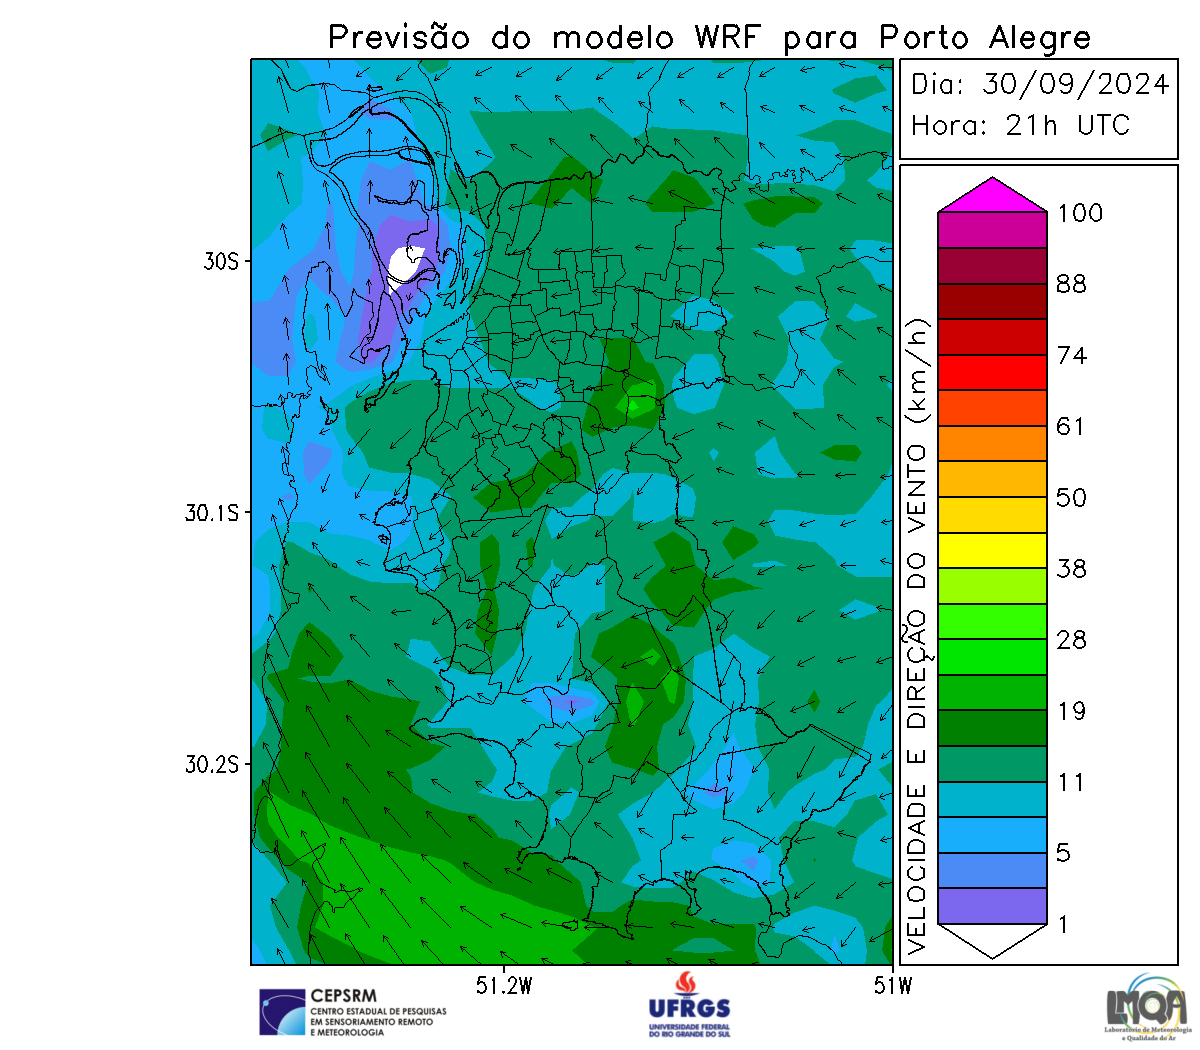 Previsão do modelo WRF para Porto Alegre
Dia: 30/09/2024
Hora: 21h UTC
VELOCIDADE E DIREÇÃO DO VENTO (km/h)
100
88
74
61
50
38
28
19
11
5
1
30S
30.1S
30.2S
51.2W
51W
CEPSRM
CENTRO ESTADUAL DE PESQUISAS
EM SENSORIAMENTO REMOTO
E METEOROLOGIA
UFRGS
UNIVERSIDADE FEDERAL
DO RIO GRANDE DO SUL
LMQA
Laboratório de Meteorologia
e Qualidade do Ar